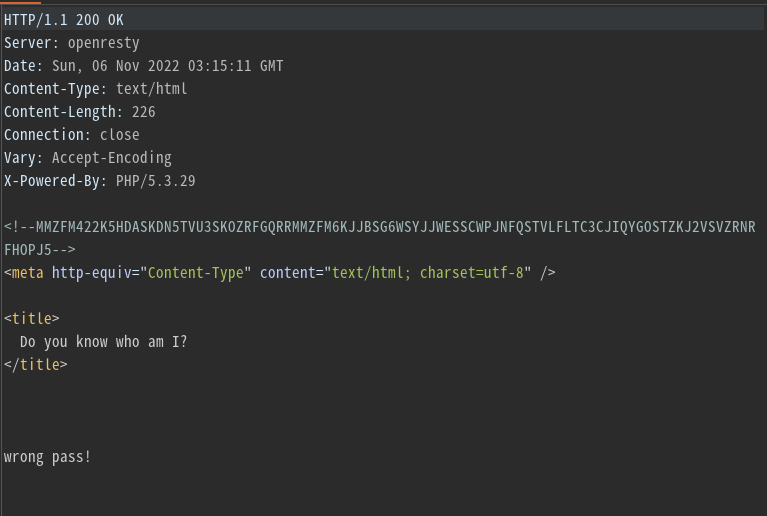 HTTP/1.1 200 OK
Server: openresty
Date: Sun, 06 Nov 2022 03:15:11 GMT
Content-Type: text/html
Content-Length: 226
Connection: close
Vary: Accept-Encoding
X-Powered-By: PHP/5.3.29
<!--MMZFM422K5HDASKDN5TVU3SKOZRFGQRRMMZFM6KJJBSG6WSYJJWESSCWPJNFQSTVLFLTC3CJIQYGOSTZKJ2VSVZRNR
FHOPJ5-->
<meta http-equiv="Content-Type" content="text/html; charset=utf-8" />
<title>
Do you know who am I?
</title>
wrong pass!